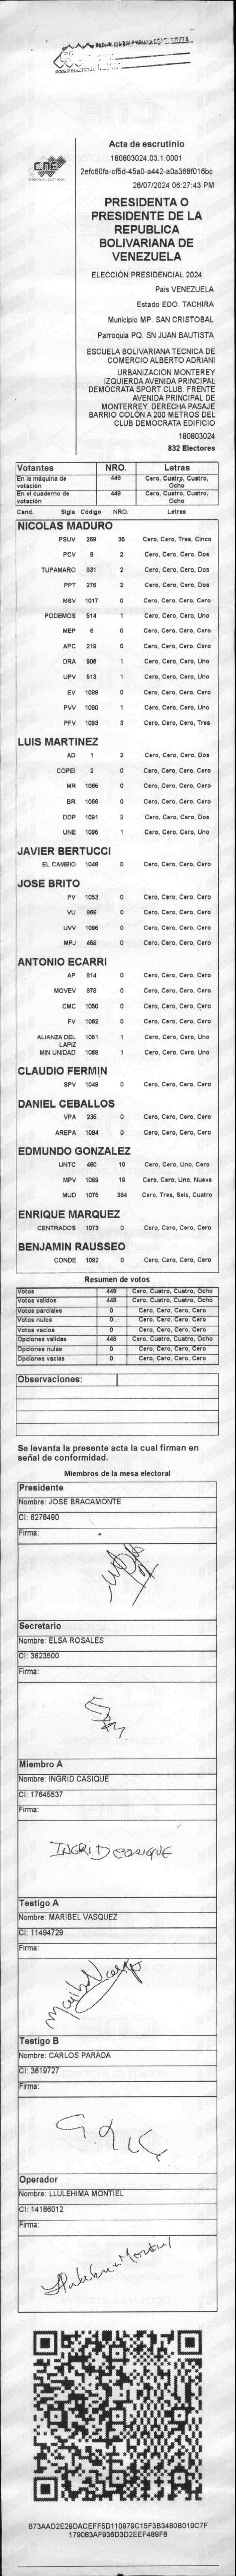 CNE
Acta de escrutinio
180803024.03.1.0001
2efc60fa-cf5d-45a0-a442-a0a368f016bc
28/07/2024 06:27:43 PM
PRESIDENTA O
PRESIDENTE DE LA
REPUBLICA
BOLIVARIANA DE
VENEZUELA
ELECCIÓN PRESIDENCIAL 2024
País VENEZUELA
Estado EDO. TACHIRA
Municipio MP. SAN CRISTOBAL
Parroquia PQ. SN JUAN BAUTISTA
ESCUELA BOLIVARIANA TECNICA DE
COMERCIO ALBERTO ADRIANI
URBANIZACION MONTEREY
IZQUIERDA AVENIDA PRINCIPAL
DEMOCRATA SPORT CLUB. FRENTE
AVENIDA PRINCIPAL DE
MONTERREY. DERECHA PASAJE
BARRIO COLÓN A 200 METROS DEL
CLUB DEMOCRATA EDIFICIO
180803024
832 Electores
Votantes NRO. Letras
En la máquina de votación 448 Cero, Cuatro, Cuatro, Ocho
En el cuaderno de votación 448 Cero, Cuatro, Cuatro, Ocho
Cand. Sigla Código NRO. Letras
NICOLAS MADURO
PSUV 269 35 Cero, Cero, Tres, Cinco
PCV 9 2 Cero, Cero, Cero, Dos
TUPAMARO 931 2 Cero, Cero, Cero, Dos
PPT 276 2 Cero, Cero, Cero, Dos
MSV 1017 0 Cero, Cero, Cero, Cero
PODEMOS 514 1 Cero, Cero, Cero, Uno
MEP 6 0 Cero, Cero, Cero, Cero
APC 219 0 Cero, Cero, Cero, Cero
ORA 906 1 Cero, Cero, Cero, Uno
UPV 513 1 Cero, Cero, Cero, Uno
EV 1089 0 Cero, Cero, Cero, Cero
PVV 1090 1 Cero, Cero, Cero, Uno
PFV 1093 3 Cero, Cero, Cero, Tres
LUIS MARTINEZ
AD 1 2 Cero, Cero, Cero, Dos
COPEI 2 0 Cero, Cero, Cero, Cero
MR 1065 0 Cero, Cero, Cero, Cero
BR 1066 0 Cero, Cero, Cero, Cero
DDP 1091 2 Cero, Cero, Cero, Dos
UNE 1095 1 Cero, Cero, Cero, Uno
JAVIER BERTUCCI
EL CAMBIO 1048 0 Cero, Cero, Cero, Cero
JOSE BRITO
PV 1053 0 Cero, Cero, Cero, Cero
VU 868 0 Cero, Cero, Cero, Cero
UVV 1096 0 Cero, Cero, Cero, Cero
MPJ 458 0 Cero, Cero, Cero, Cero
ANTONIO ECARRI
AP 814 0 Cero, Cero, Cero, Cero
MOVEV 879 0 Cero, Cero, Cero, Cero
CMC 1050 0 Cero, Cero, Cero, Cero
FV 1062 0 Cero, Cero, Cero, Cero
ALIANZA DEL LAPIZ 1051 1 Cero, Cero, Cero, Uno
MIN UNIDAD 1068 1 Cero, Cero, Cero, Uno
CLAUDIO FERMIN
SPV 1049 0 Cero, Cero, Cero, Cero
DANIEL CEBALLOS
VPA 236 0 Cero, Cero, Cero, Cero
AREPA 1094 0 Cero, Cero, Cero, Cero
EDMUNDO GONZALEZ
UNTC 460 10 Cero, Cero, Uno, Cero
MPV 1069 19 Cero, Cero, Uno, Nueve
MUD 1075 364 Cero, Tres, Seis, Cuatro
ENRIQUE MARQUEZ
CENTRADOS 1073 0 Cero, Cero, Cero, Cero
BENJAMIN RAUSSEO
CONDE 1092 0 Cero, Cero, Cero, Cero
Resumen de votos
Votos 448 Cero, Cuatro, Cuatro, Ocho
Votos validos 448 Cero, Cuatro, Cuatro, Ocho
Votos parciales 0 Cero, Cero, Cero, Cero
Votos nulos 0 Cero, Cero, Cero, Cero
Votos vacios 0 Cero, Cero, Cero, Cero
Opciones validas 448 Cero, Cuatro, Cuatro, Ocho
Opciones nulas 0 Cero, Cero, Cero, Cero
Opciones vacias 0 Cero, Cero, Cero, Cero
Observaciones:
Se levanta la presente acta la cual firman en
señal de conformidad.
Miembros de la mesa electoral
Presidente
Nombre: JOSE BRACAMONTE
CI: 6276490
Firma:
Secretario
Nombre: ELSA ROSALES
CI: 3623500
Firma:
Miembro A
Nombre: INGRID CASIQUE
CI: 17645537
Firma:
INGRID CASIQUE
Testigo A
Nombre: MARIBEL VASQUEZ
CI: 11494729
Firma:
Testigo B
Nombre: CARLOS PARADA
CI: 3619727
Firma:
Operador
Nombre: LLULEHIMA MONTIEL
CI: 14186012
Firma:
B73AAD2E29DACEFF5D110979C15F3B3480B019C7F
179083AF936D3D2EEF489F8